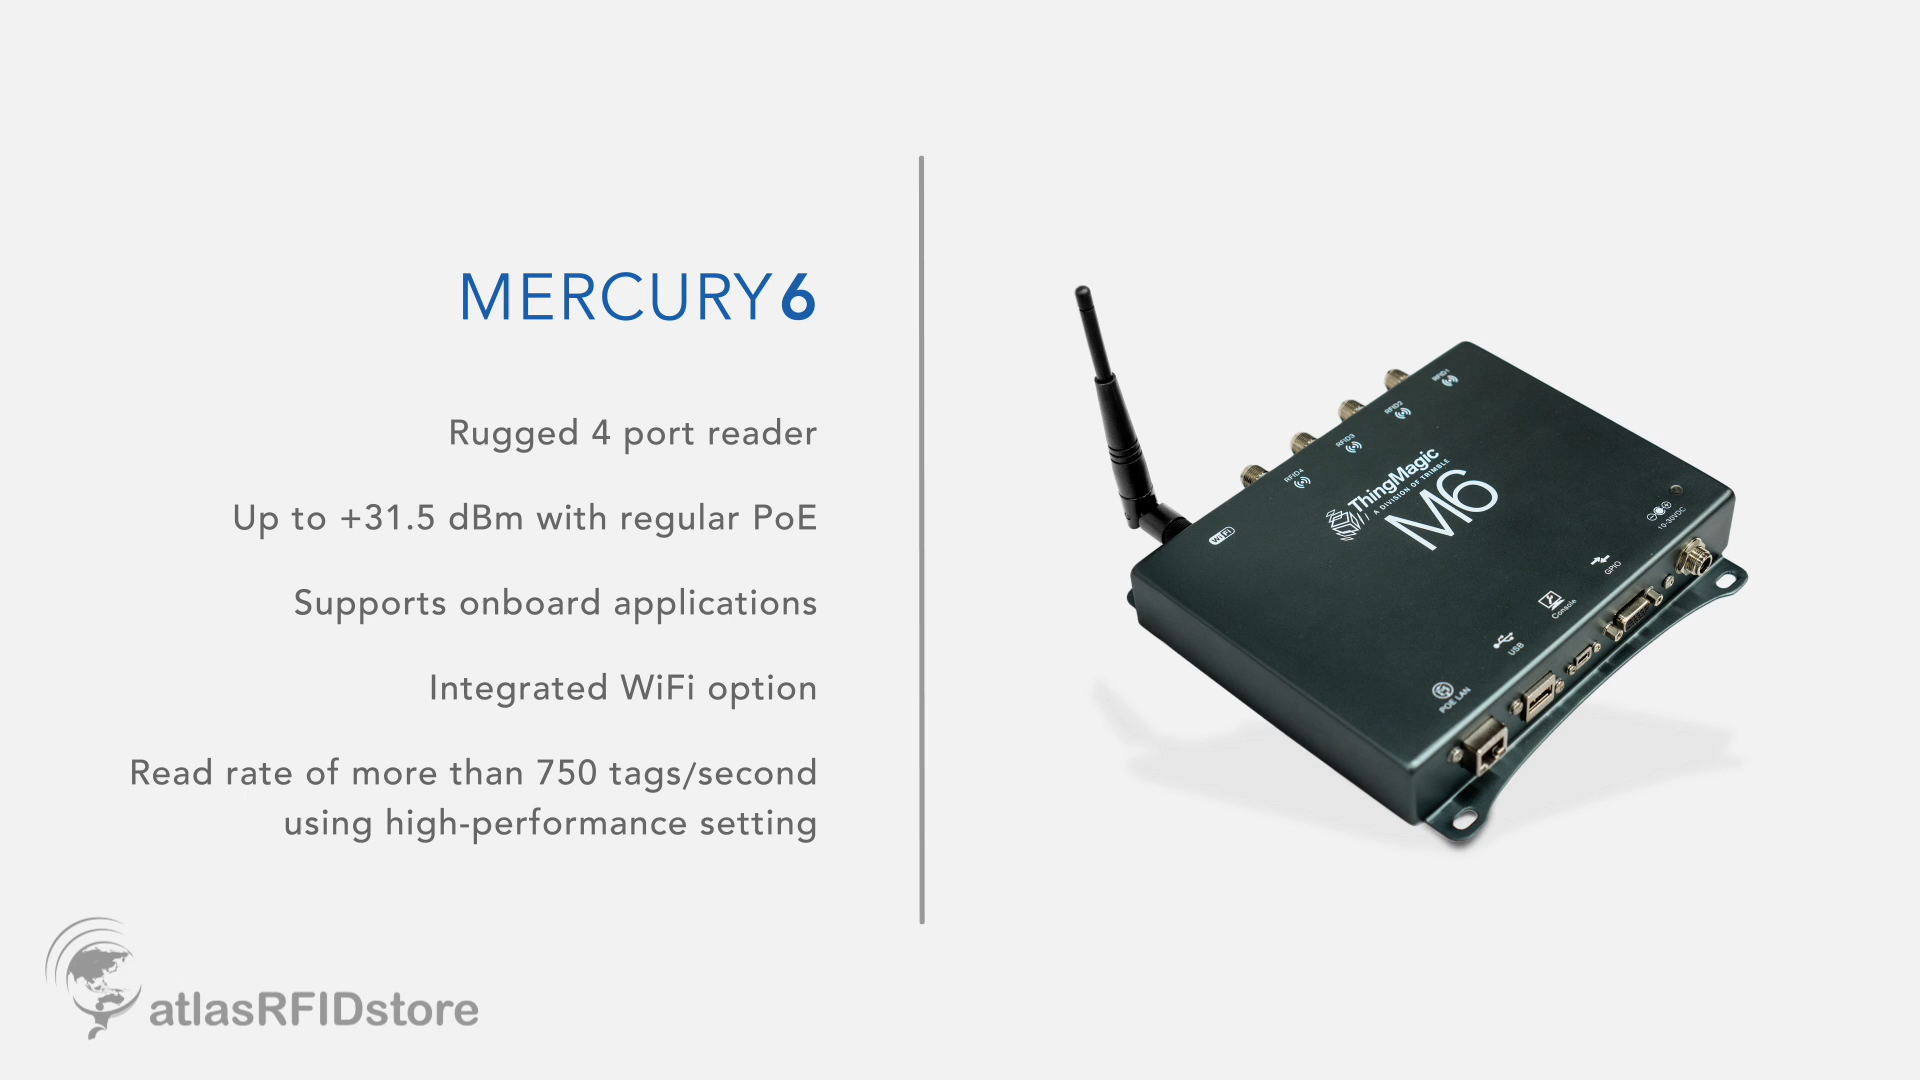 MERCURY 6
Rugged 4 port reader
Up to +31.5 dBm with regular PoE
Supports onboard applications
Integrated WiFi option
Read rate of more than 750 tags/second
using high-performance setting
atlasRFIDstore
RFID1
RFID2
RFID3
RFID4
WiFi
ThingMagic
A DIVISION OF TRIMBLE
M6
10-30VDC
GPIO
Console
USB
POE LAN